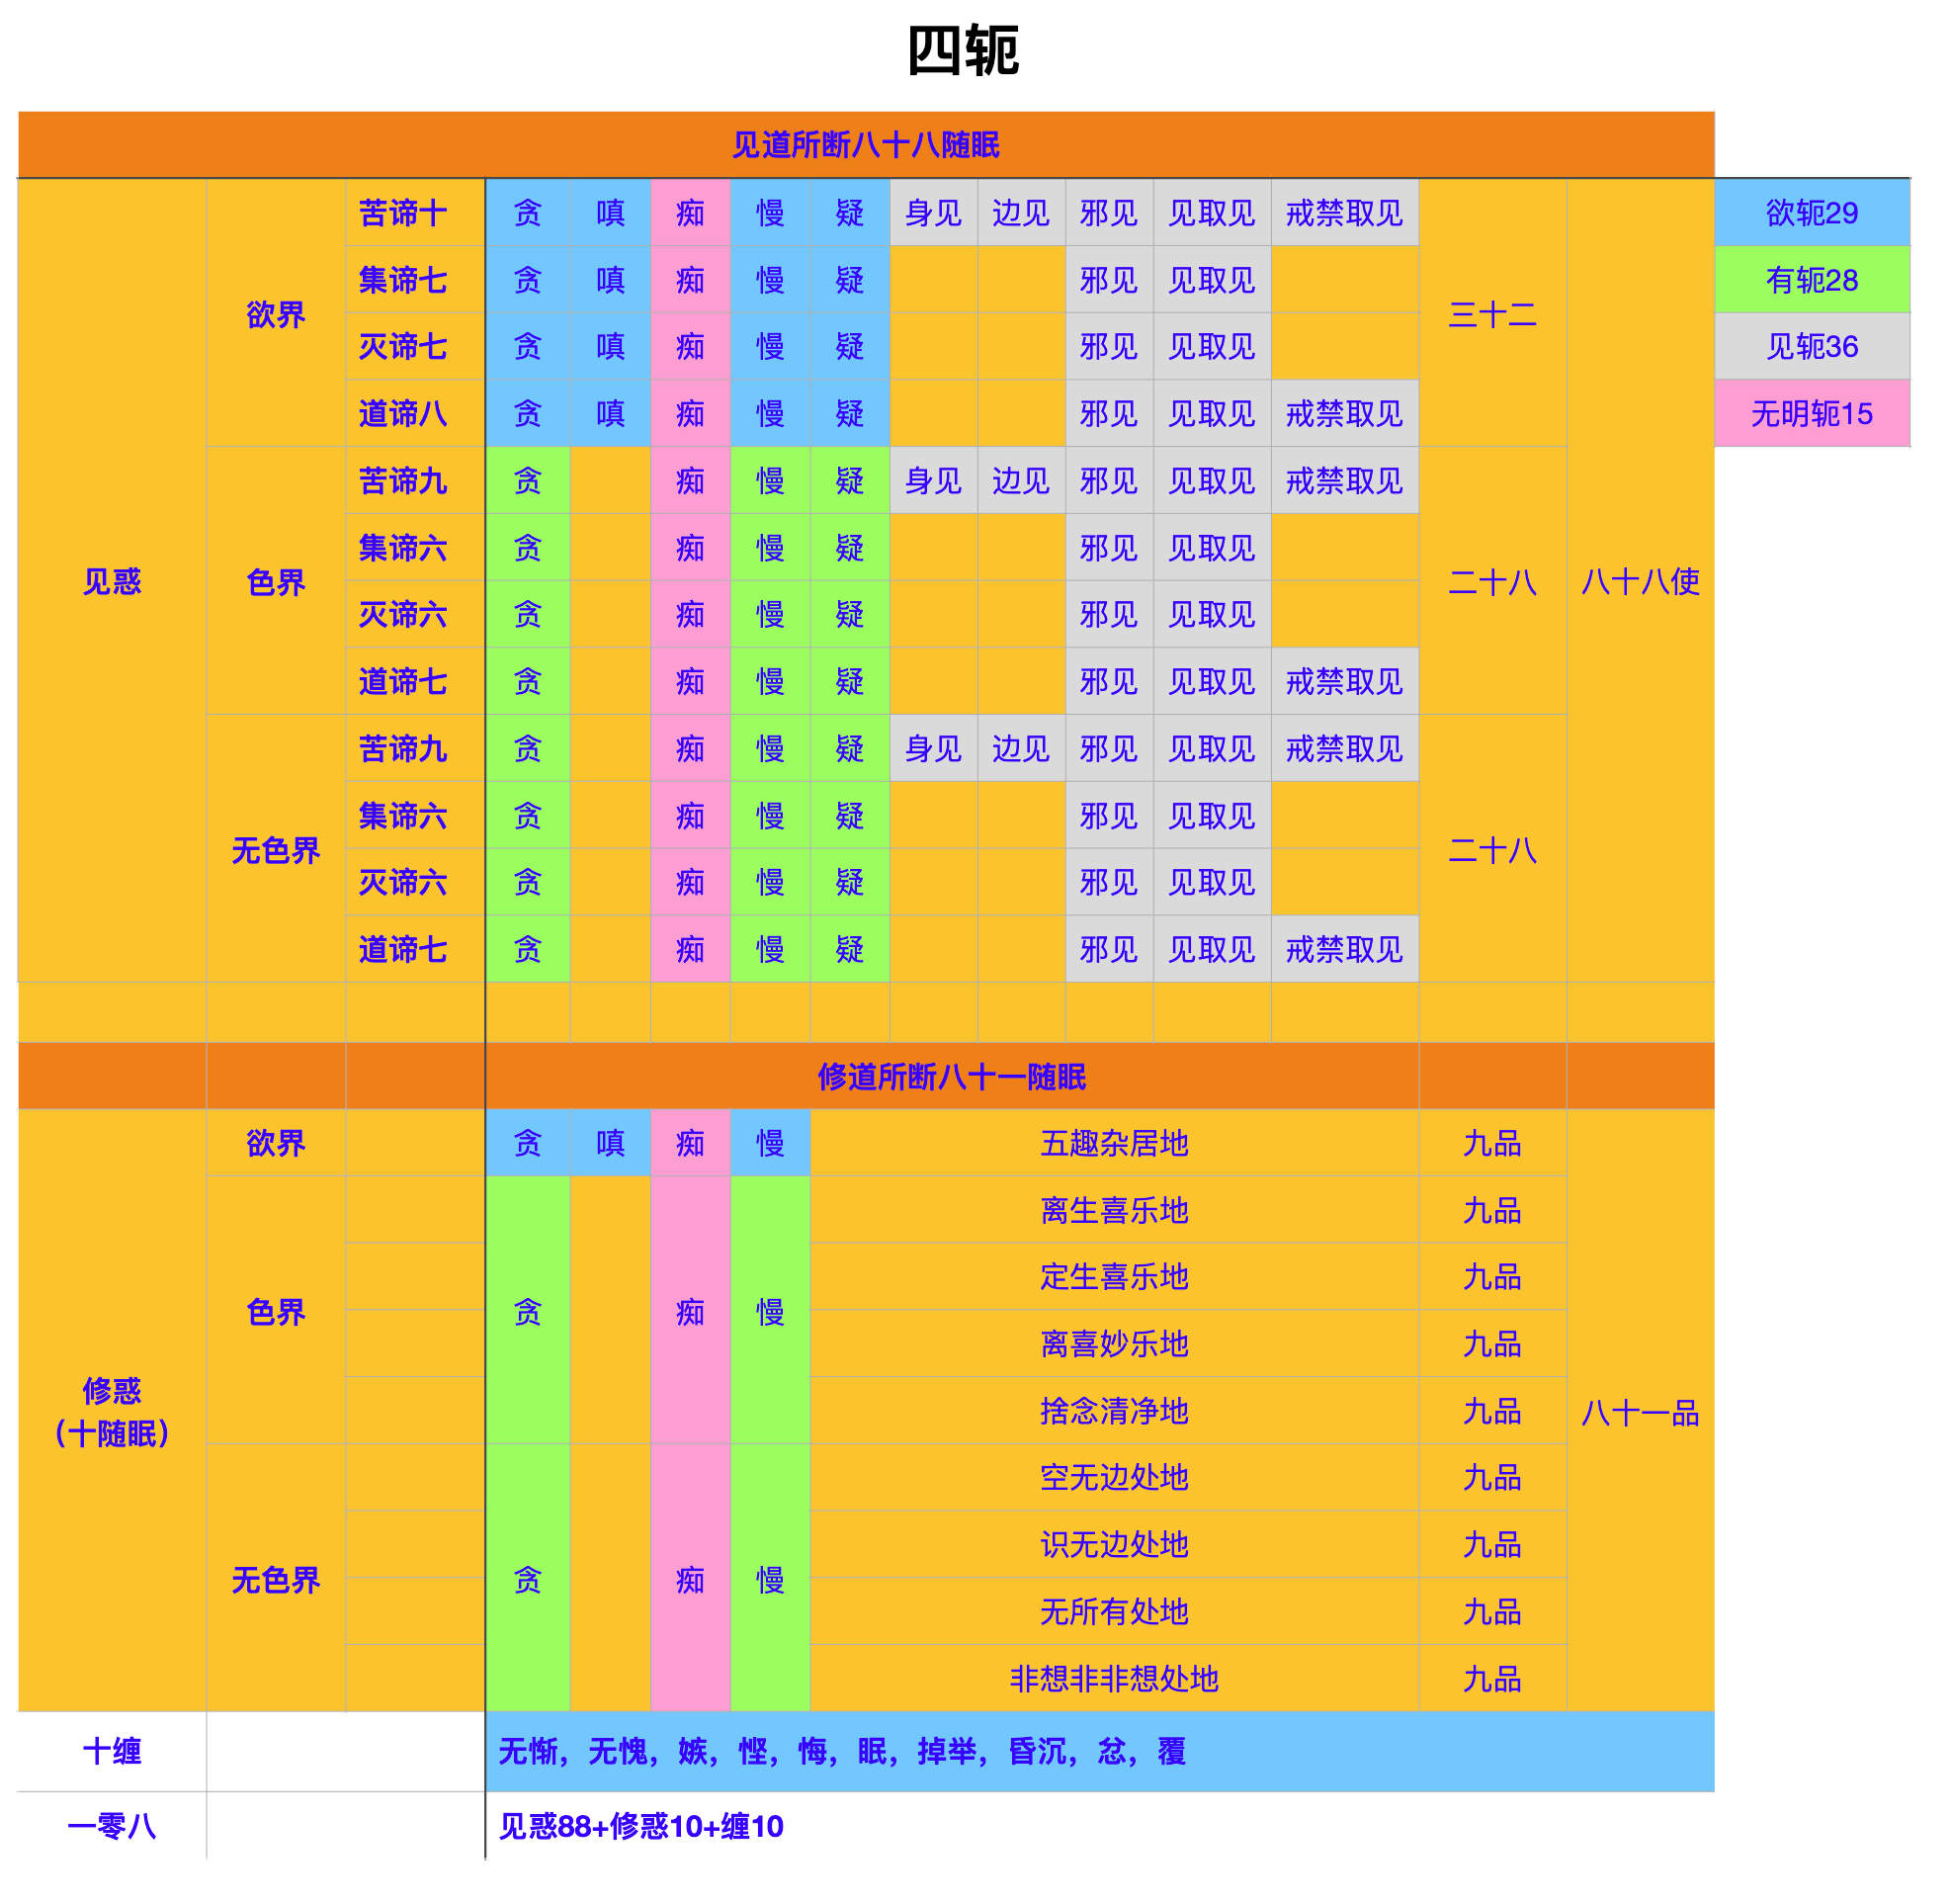 四轭
见道所断八十八随眠
苦谛十 贪 嗔 痴 慢 疑 身见 边见 邪见 见取见 戒禁取见 欲轭29
集谛七 贪 嗔 痴 慢 疑 邪见 见取见 有轭28
欲界 三十二
灭谛七 贪 嗔 痴 慢 疑 邪见 见取见 见轭36
道谛八 贪 嗔 痴 慢 疑 邪见 见取见 戒禁取见 无明轭15
苦谛九 贪 痴 慢 疑 身见 边见 邪见 见取见 戒禁取见
集谛六 贪 痴 慢 疑 邪见 见取见
见惑 色界 二十八 八十八使
灭谛六 贪 痴 慢 疑 邪见 见取见
道谛七 贪 痴 慢 疑 邪见 见取见 戒禁取见
苦谛九 贪 痴 慢 疑 身见 边见 邪见 见取见 戒禁取见
集谛六 贪 痴 慢 疑 邪见 见取见
无色界 二十八
灭谛六 贪 痴 慢 疑 邪见 见取见
道谛七 贪 痴 慢 疑 邪见 见取见 戒禁取见
修道所断八十一随眠
欲界 贪 嗔 痴 慢 五趣杂居地 九品
离生喜乐地 九品
定生喜乐地 九品
色界 贪 痴 慢
离喜妙乐地 九品
修惑
（十随眠）
捨念清净地 九品 八十一品
空无边处地 九品
识无边处地 九品
无色界 贪 痴 慢
无所有处地 九品
非想非非想处地 九品
十缠 无惭，无愧，嫉，悭，悔，眠，掉举，昏沉，忿，覆
一零八 见惑88+修惑10+缠10